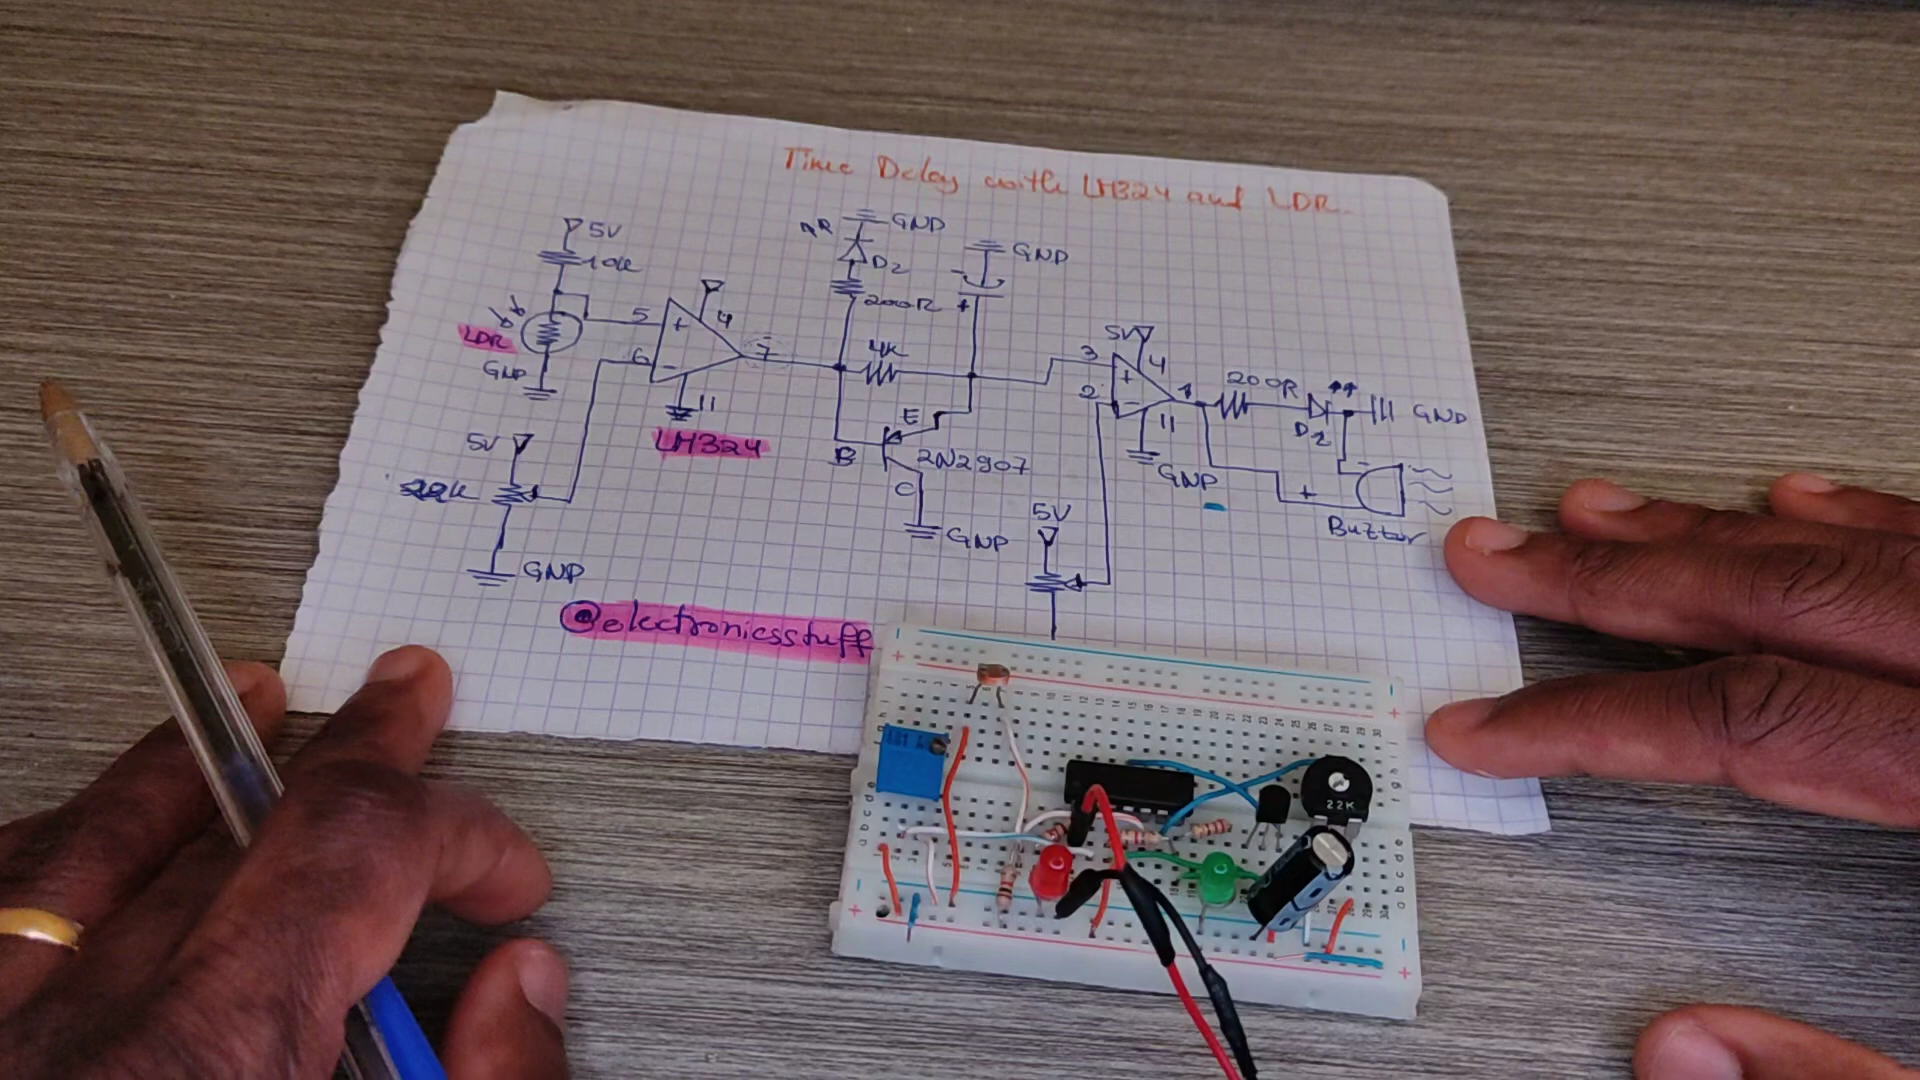 Time Delay with LM324 and LDR
5V
10K
LDR
GND
5
6
+
-
4
7
11
LM324
5V
22K
GND
GND
D2
200R
4K
GND
+
-
E
B
C
2N2907
GND
5V
3
2
+
-
4
1
11
GND
200R
GND
+
-
Buzzer
5V
@electronicsstuff
22K